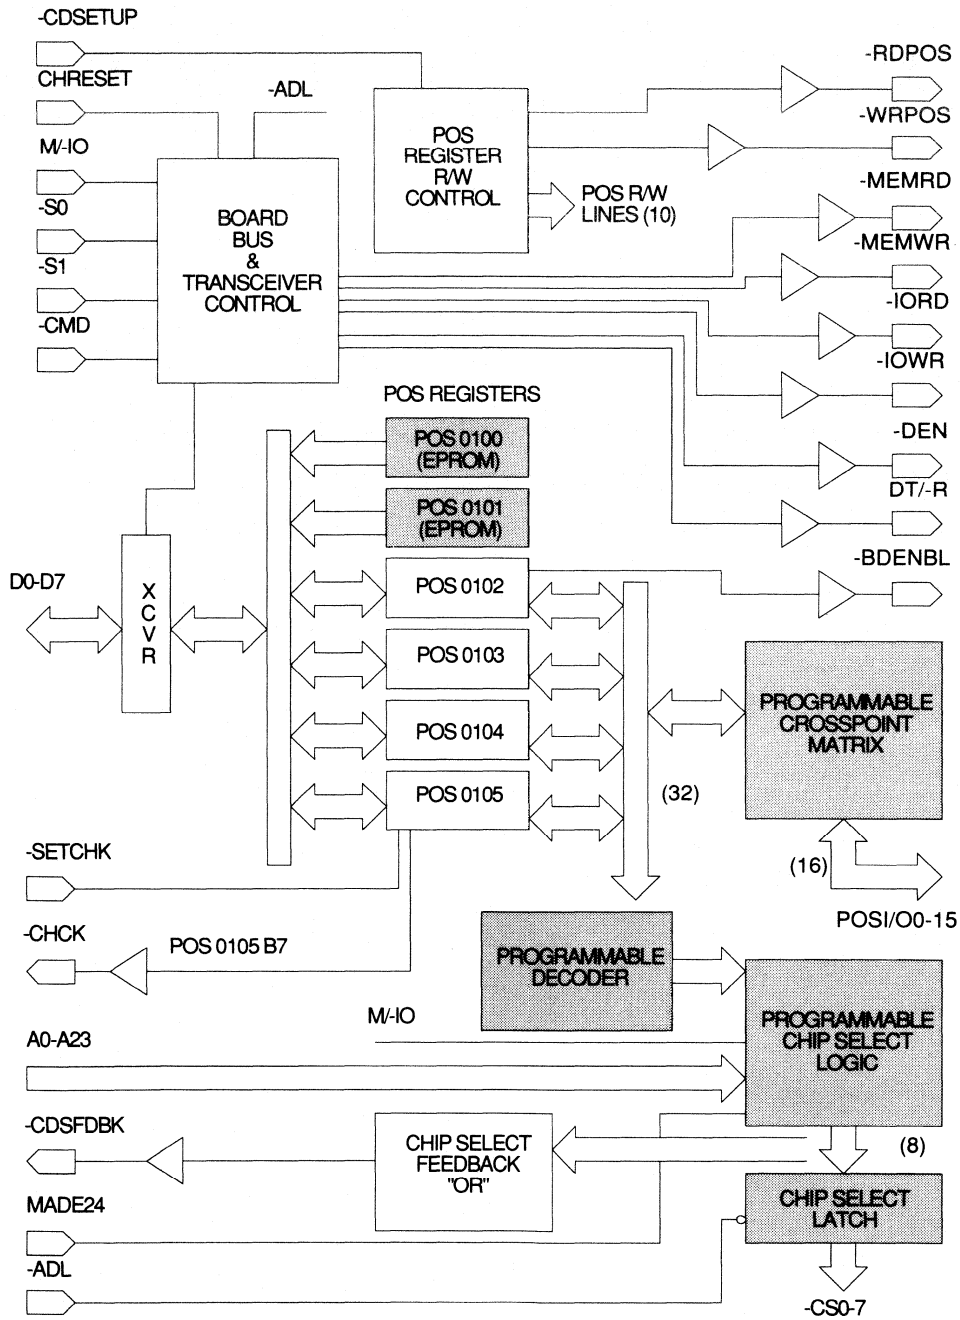 -CDSETUP
CHRESET
M/-IO
-S0
-S1
-CMD
-ADL
BOARD
BUS
&
TRANSCEIVER
CONTROL
POS
REGISTER
R/W
CONTROL
POS R/W
LINES (10)
-RDPOS
-WRPOS
-MEMRD
-MEMWR
-IORD
-IOWR
-DEN
DT/-R
-BDENBL
POS REGISTERS
POS 0100
(EPROM)
POS 0101
(EPROM)
POS 0102
POS 0103
POS 0104
POS 0105
D0-D7
X
C
V
R
PROGRAMMABLE
CROSSPOINT
MATRIX
(32)
(16)
POSI/O0-15
-SETCHK
-CHCK
POS 0105 B7
PROGRAMMABLE
DECODER
M/-IO
A0-A23
PROGRAMMABLE
CHIP SELECT
LOGIC
-CDSFDBK
CHIP SELECT
FEEDBACK
"OR"
(8)
MADE24
-ADL
CHIP SELECT
LATCH
-CS0-7